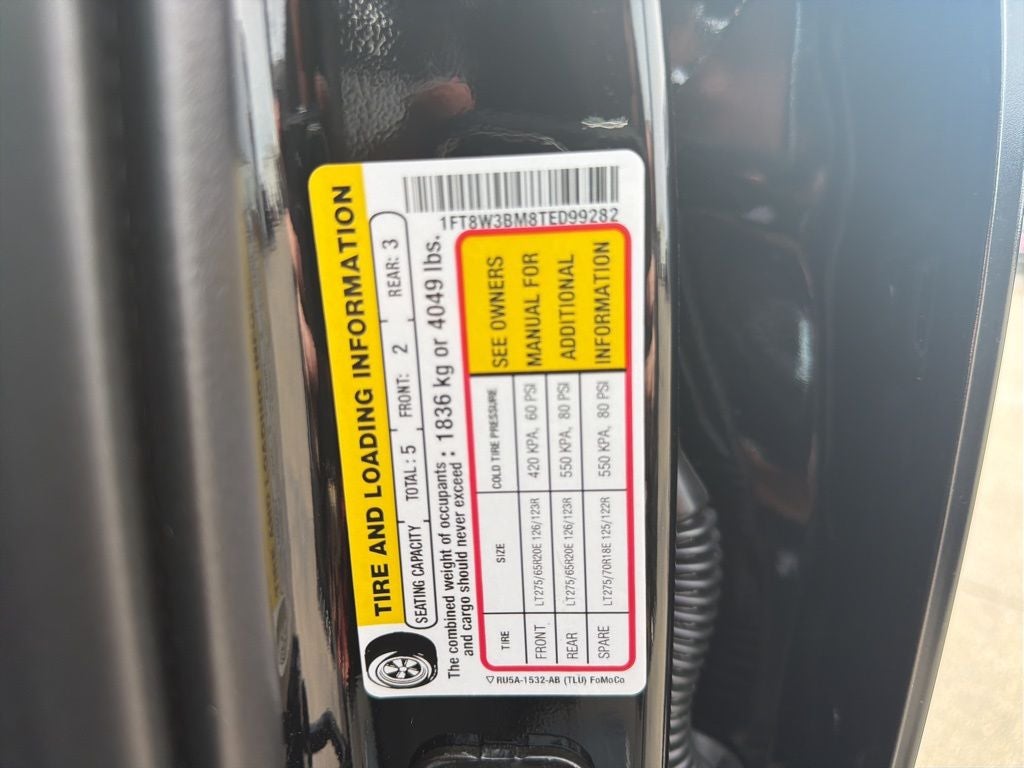 1FT8W3BM8TED99282
TIRE AND LOADING INFORMATION
SEATING CAPACITY TOTAL : 5 FRONT: 2 REAR: 3
The combined weight of occupants : 1836 kg or 4049 lbs.
and cargo should never exceed
TIRE SIZE COLD TIRE PRESSURE SEE OWNERS
FRONT LT275/65R20E 126/123R 420 KPA, 60 PSI MANUAL FOR
REAR LT275/65R20E 126/123R 550 KPA, 80 PSI ADDITIONAL
SPARE LT275/70R18E 125/122R 550 KPA, 80 PSI INFORMATION
RU5A-1532-AB (TLU) FoMoCo